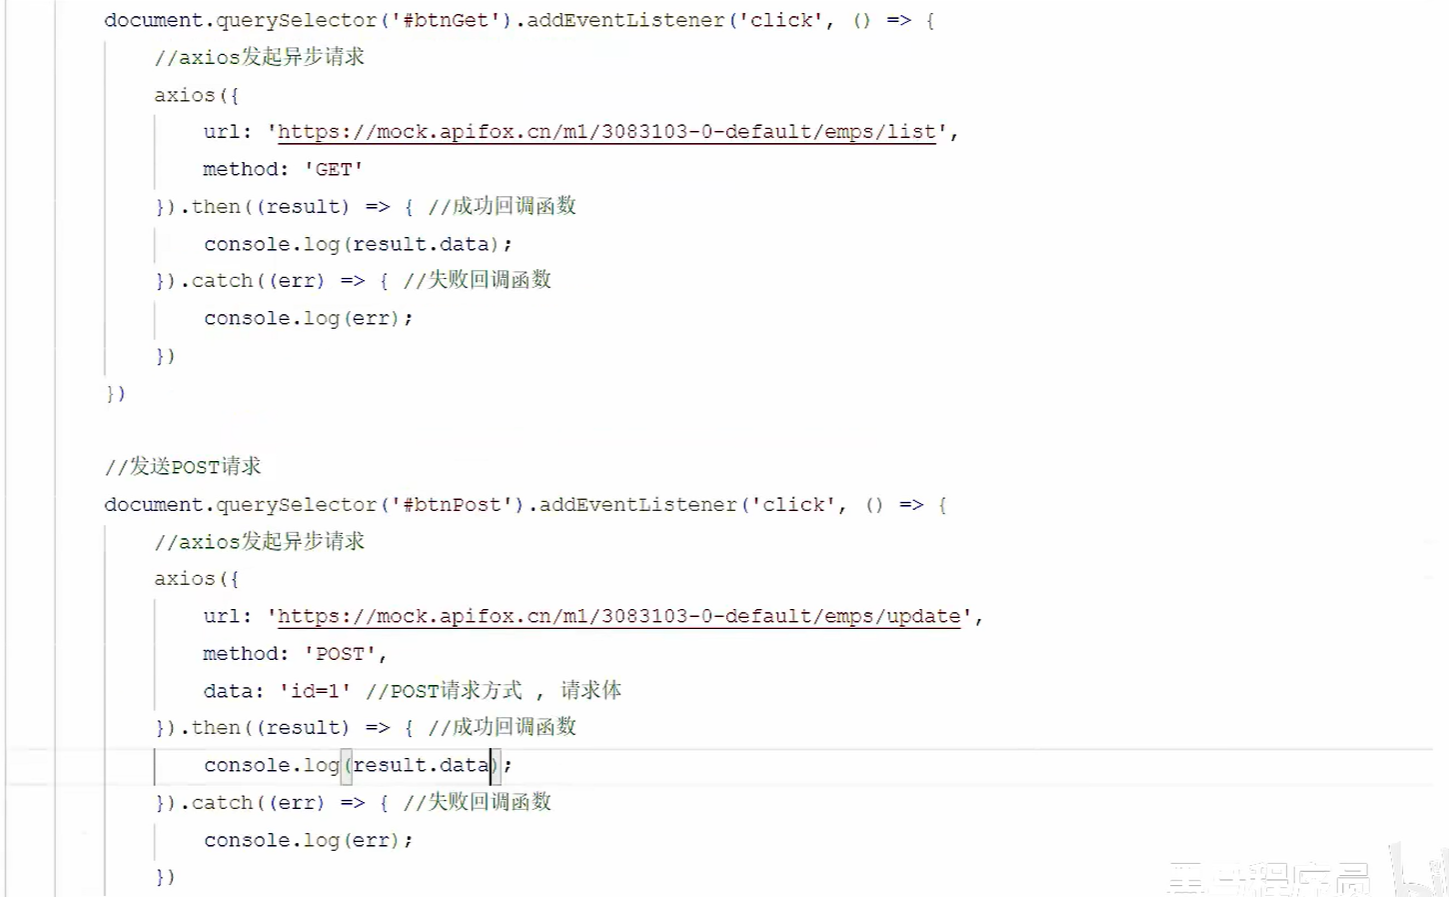 document.querySelector('#btnGet').addEventListener('click', () => {
//axios发起异步请求
axios({
url: 'https://mock.apifox.cn/m1/3083103-0-default/emps/list',
method: 'GET'
}).then((result) => { //成功回调函数
console.log(result.data);
}).catch((err) => { //失败回调函数
console.log(err);
})
})
//发送POST请求
document.querySelector('#btnPost').addEventListener('click', () => {
//axios发起异步请求
axios({
url: 'https://mock.apifox.cn/m1/3083103-0-default/emps/update',
method: 'POST',
data: 'id=1' //POST请求方式 , 请求体
}).then((result) => { //成功回调函数
console.log(result.data);
}).catch((err) => { //失败回调函数
console.log(err);
})
程序员